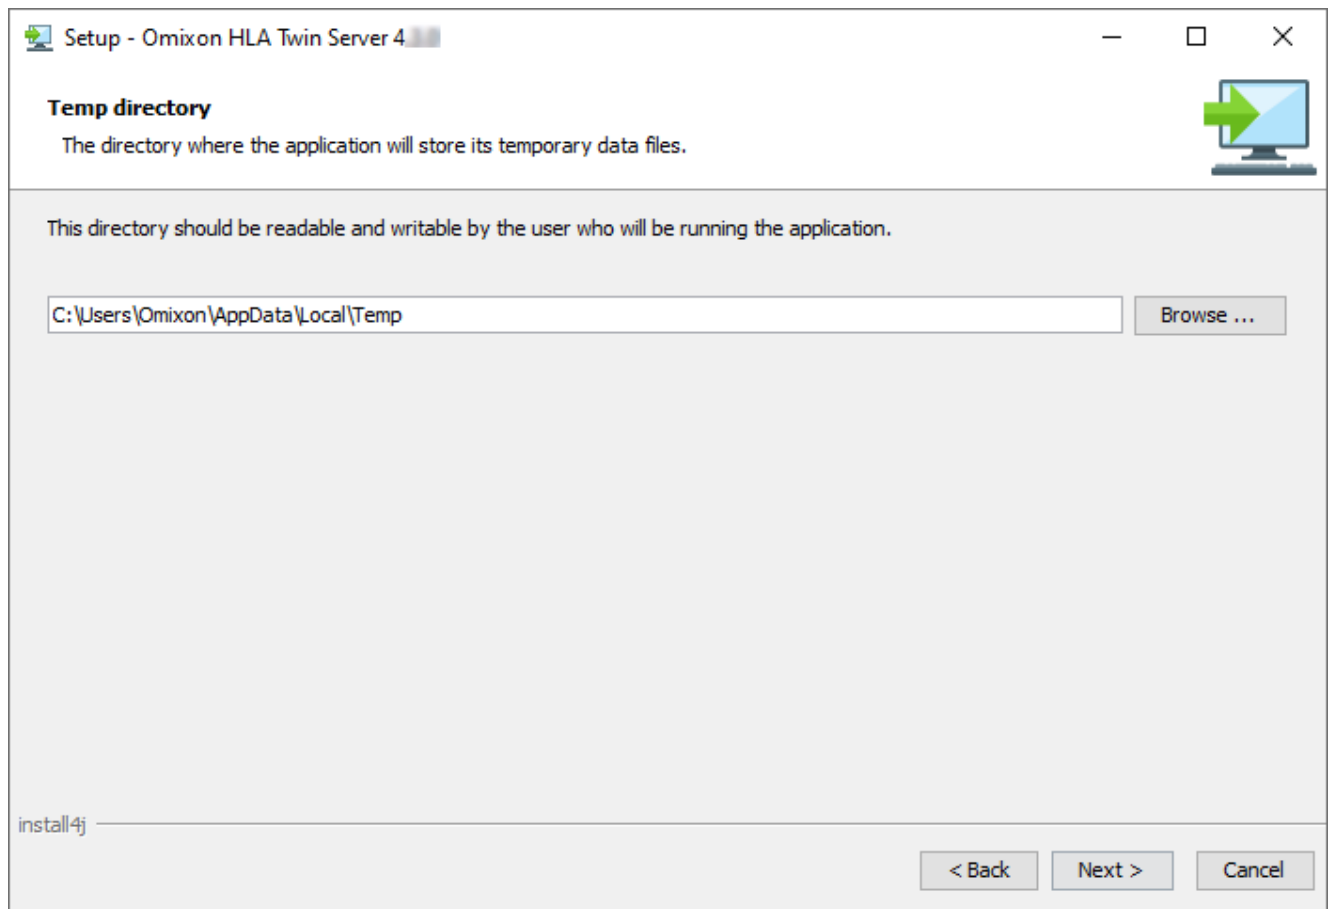 Setup - Omixon HLA Twin Server 4
Temp directory
The directory where the application will store its temporary data files.
This directory should be readable and writable by the user who will be running the application.
C:\Users\Omixon\AppData\Local\Temp
Browse ...
install4j
< Back
Next >
Cancel